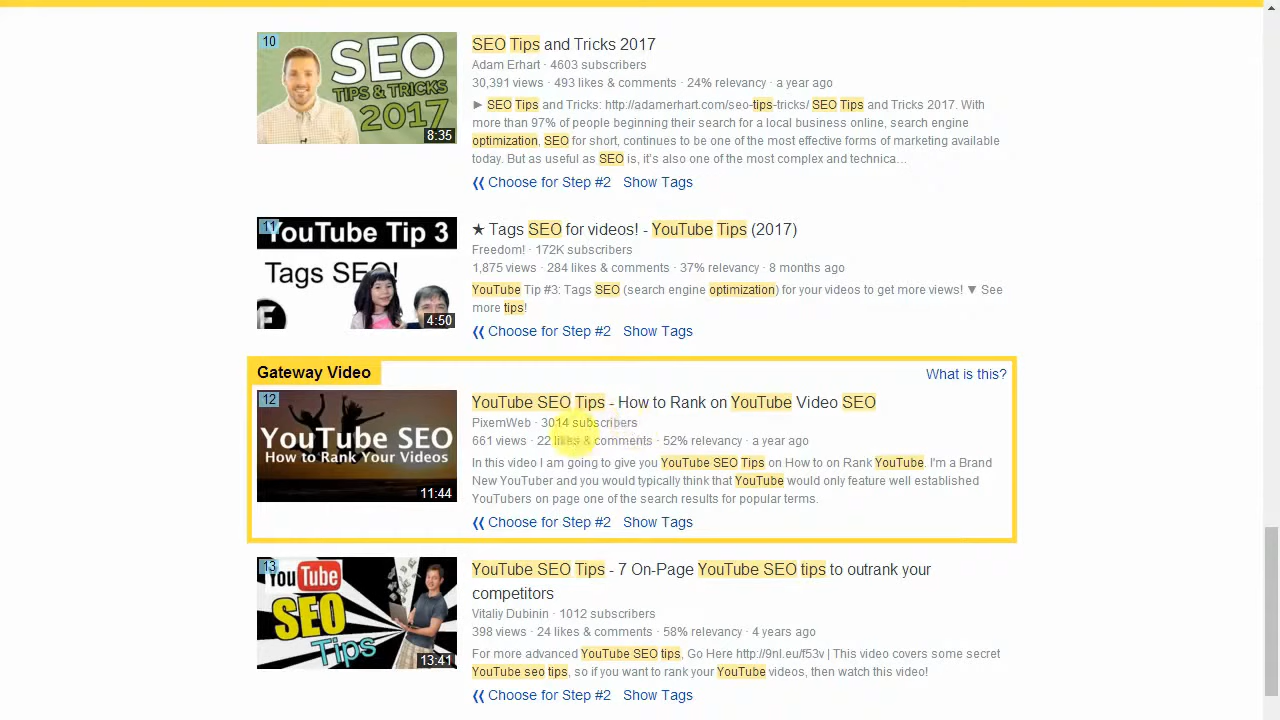 10
SEO
TIPS & TRICKS
2017
8:35
SEO Tips and Tricks 2017
Adam Erhart · 4603 subscribers
30,391 views · 493 likes & comments · 24% relevancy · a year ago
► SEO Tips and Tricks: http://adamerhart.com/seo-tips-tricks/ SEO Tips and Tricks 2017. With
more than 97% of people beginning their search for a local business online, search engine
optimization, SEO for short, continues to be one of the most effective forms of marketing available
today. But as useful as SEO is, it's also one of the most complex and technica…
⟪ Choose for Step #2 Show Tags
11
YouTube Tip 3
Tags SEO!
F
4:50
★ Tags SEO for videos! - YouTube Tips (2017)
Freedom! · 172K subscribers
1,875 views · 284 likes & comments · 37% relevancy · 8 months ago
YouTube Tip #3: Tags SEO (search engine optimization) for your videos to get more views! ▼ See
more tips!
⟪ Choose for Step #2 Show Tags
Gateway Video
What is this?
12
YouTube SEO
How to Rank Your Videos
11:44
YouTube SEO Tips - How to Rank on YouTube Video SEO
PixemWeb · 3014 subscribers
661 views · 22 likes & comments · 52% relevancy · a year ago
In this video I am going to give you YouTube SEO Tips on How to on Rank YouTube. I'm a Brand
New YouTuber and you would typically think that YouTube would only feature well established
YouTubers on page one of the search results for popular terms.
⟪ Choose for Step #2 Show Tags
13
YouTube
SEO
Tips
13:41
YouTube SEO Tips - 7 On-Page YouTube SEO tips to outrank your
competitors
Vitaliy Dubinin · 1012 subscribers
398 views · 24 likes & comments · 58% relevancy · 4 years ago
For more advanced YouTube SEO tips, Go Here http://9nl.eu/f53v | This video covers some secret
YouTube seo tips, so if you want to rank your YouTube videos, then watch this video!
⟪ Choose for Step #2 Show Tags